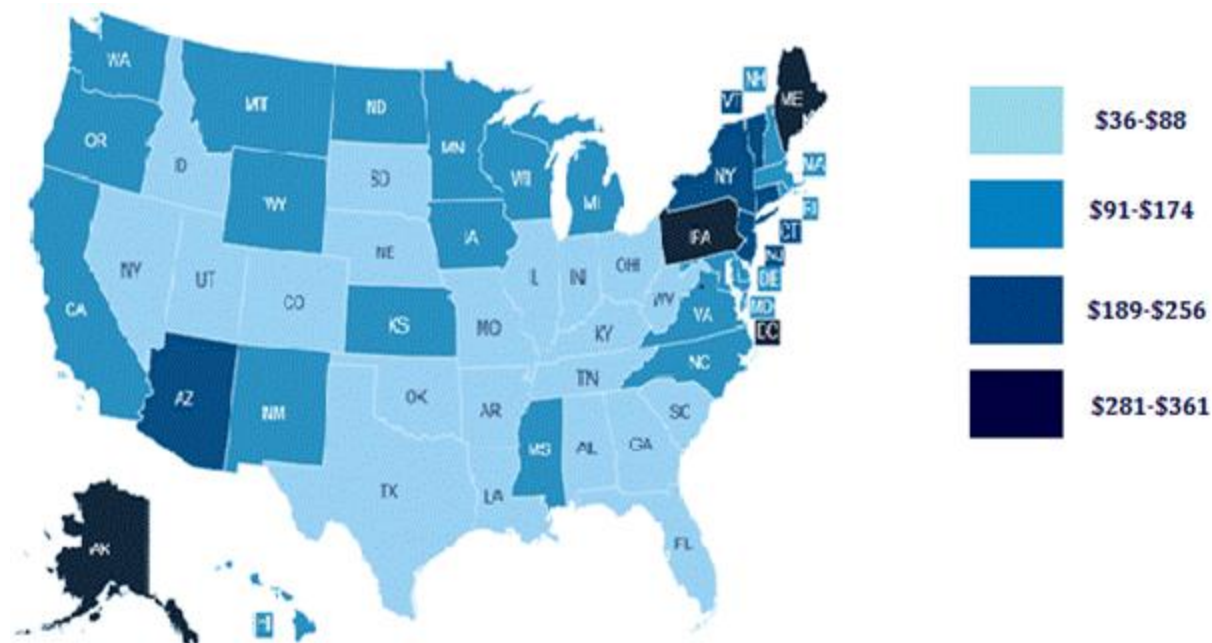 WA
MT
ND
OR
ID
WY
SD
MN
WI
MI
IA
NE
NY
UT
CO
CA
KS
MO
IL
IN
OH
WV
KY
VA
NC
TN
SC
AZ
NM
OK
AR
MS
AL
GA
TX
LA
FL
AK
HI
NH
VT
ME
NY
MA
PA
CT
NJ
DE
MD
DC
$36-$88
$91-$174
$189-$256
$281-$361